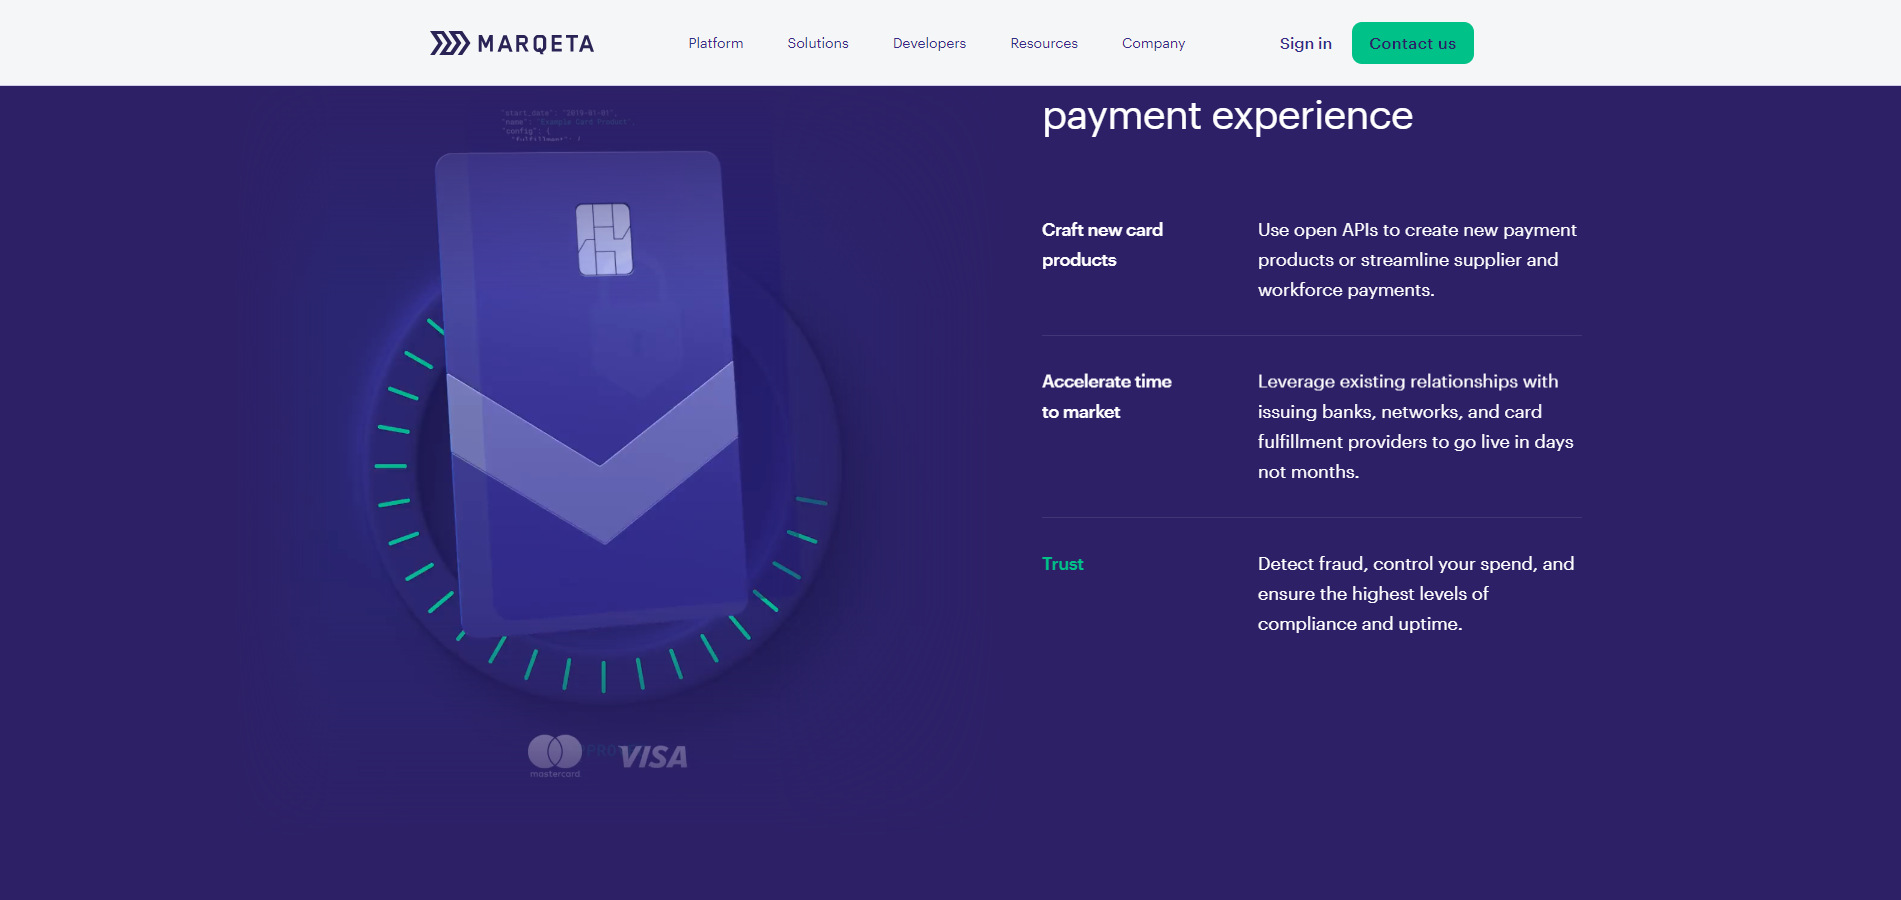 MARQETA
Platform
Solutions
Developers
Resources
Company
Sign in
Contact us
"start_date": "2019-01-01",
"name": "Example Card Product",
"config": {
"fulfillment": {
mastercard
VISA
payment experience
Craft new card
products
Use open APIs to create new payment
products or streamline supplier and
workforce payments.
Accelerate time
to market
Leverage existing relationships with
issuing banks, networks, and card
fulfillment providers to go live in days
not months.
Trust
Detect fraud, control your spend, and
ensure the highest levels of
compliance and uptime.